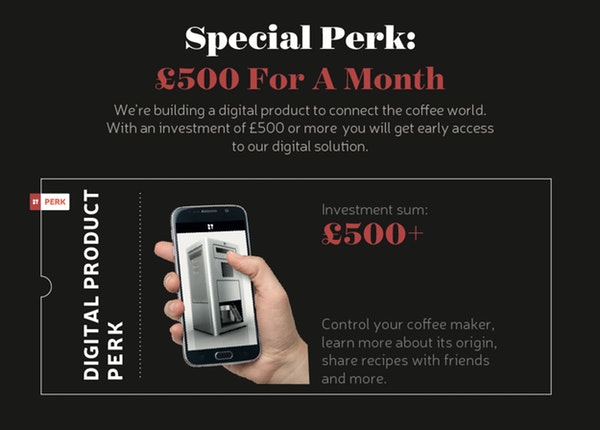 Special Perk:
£500 For A Month
We're building a digital product to connect the coffee world.
With an investment of £500 or more you will get early access
to our digital solution.
PERK
DIGITAL PRODUCT
PERK
Investment sum:
£500+
Control your coffee maker,
learn more about its origin,
share recipes with friends
and more.